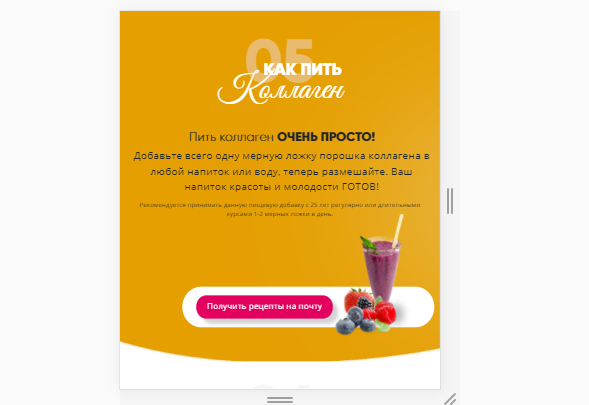 05
КАК ПИТЬ
Коллаген
Пить коллаген ОЧЕНЬ ПРОСТО!
Добавьте всего одну мерную ложку порошка коллагена в
любой напиток или воду, теперь размешайте. Ваш
напиток красоты и молодости ГОТОВ!
Рекомендуется принимать данную пищевую добавку с 25 лет регулярно или длительными
курсами 1-2 мерных ложки в день.
Получить рецепты на почту